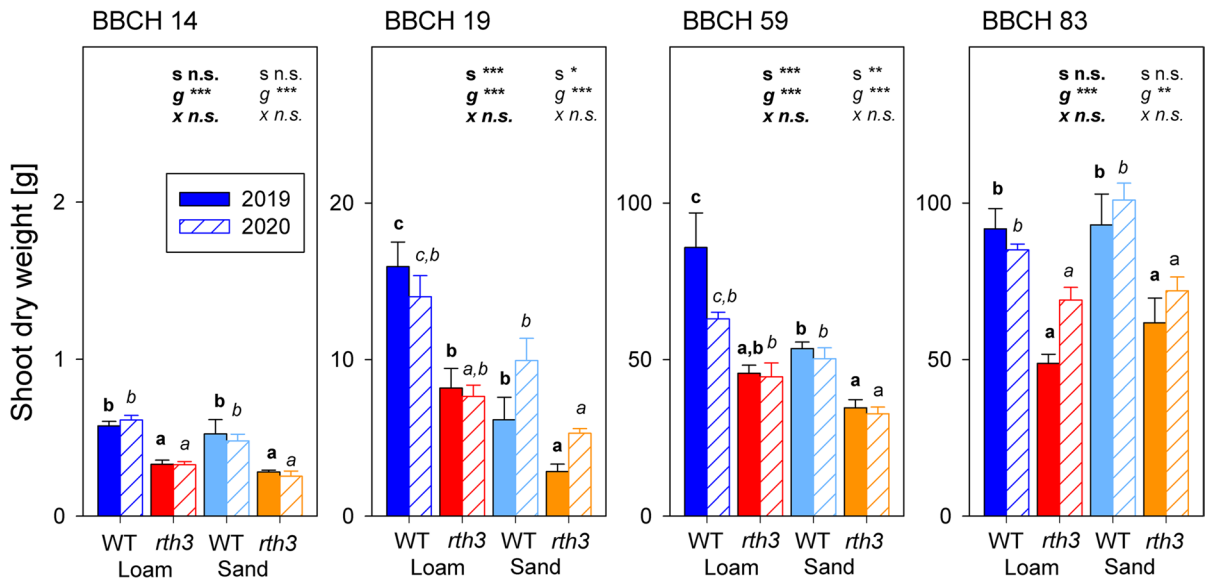 BBCH 14
BBCH 19
BBCH 59
BBCH 83
Shoot dry weight [g]
s n.s. s n.s.
g *** g ***
x n.s. x n.s.
2019
2020
2
1
0
b b a a b b a a
WT rth3 WT rth3
Loam Sand
s *** s *
g *** g ***
x n.s. x n.s.
20
10
0
c c,b b a,b b b a a
WT rth3 WT rth3
Loam Sand
s *** s **
g *** g ***
x n.s. x n.s.
100
50
0
c c,b a,b b b b a a
WT rth3 WT rth3
Loam Sand
s n.s. s n.s.
g *** g **
x n.s. x n.s.
100
50
0
b b a a b b a a
WT rth3 WT rth3
Loam Sand